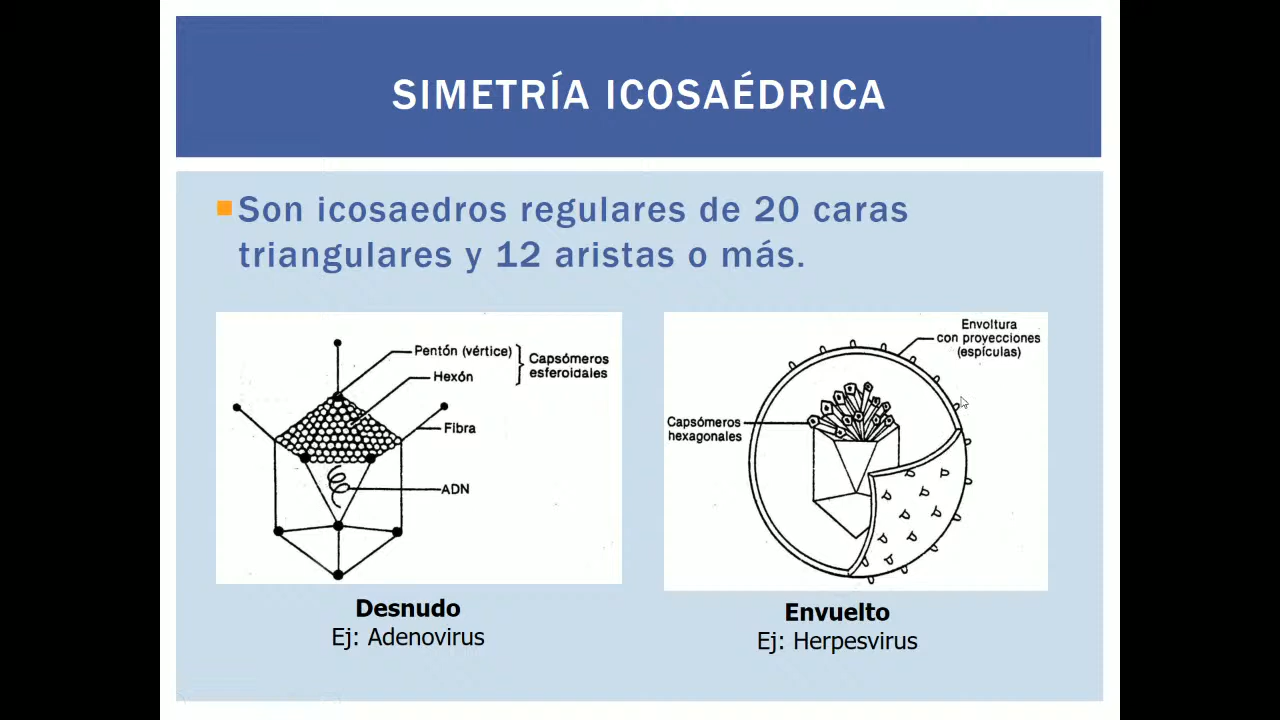 SIMETRÍA ICOSAÉDRICA
Son icosaedros regulares de 20 caras
triangulares y 12 aristas o más.
Pentón (vértice)
Hexón
Capsómeros
esferoidales
Fibra
ADN
Desnudo
Ej: Adenovirus
Envoltura
con proyecciones
(espículas)
Capsómeros
hexagonales
Envuelto
Ej: Herpesvirus